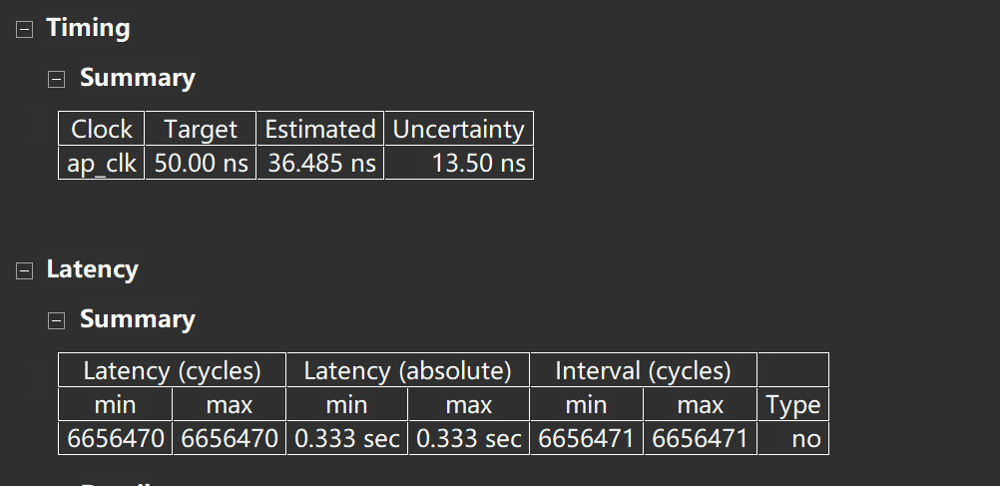 Timing
Summary
Clock Target Estimated Uncertainty
ap_clk 50.00 ns 36.485 ns 13.50 ns
Latency
Summary
Latency (cycles) Latency (absolute) Interval (cycles)
min max min max min max Type
6656470 6656470 0.333 sec 0.333 sec 6656471 6656471 no